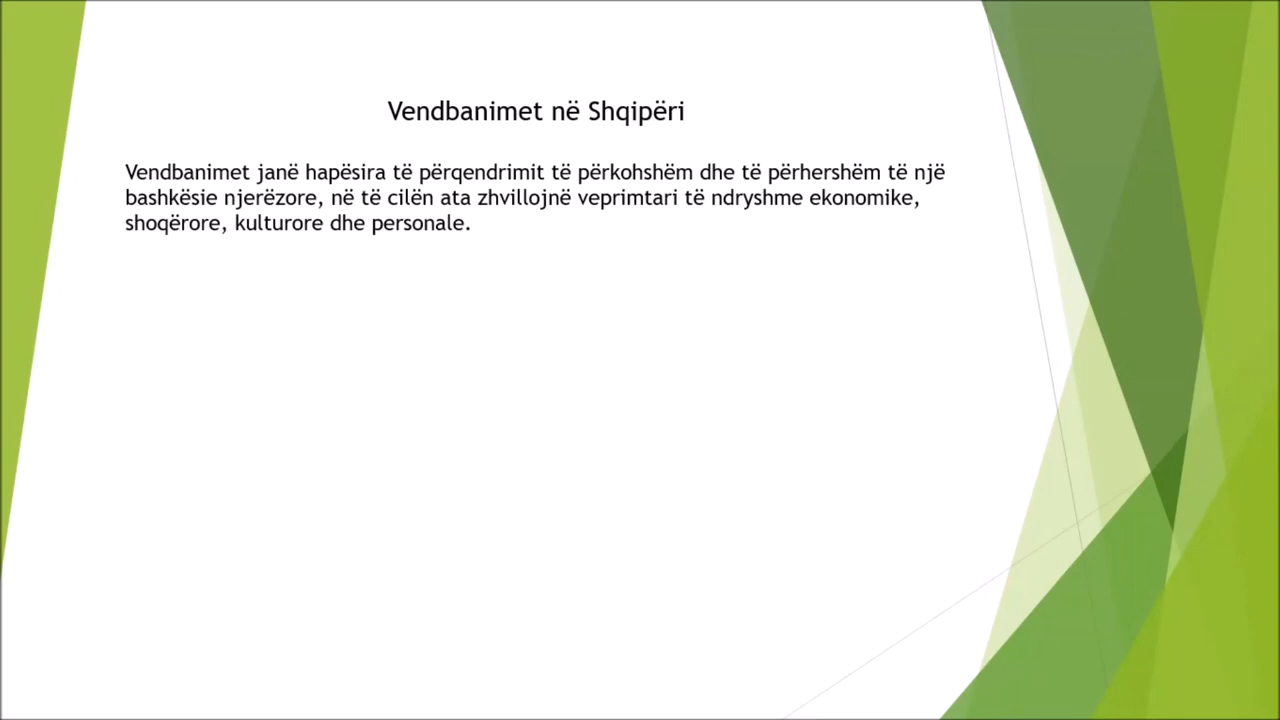 Vendbanimet në Shqipëri
Vendbanimet janë hapësira të përqendrimit të përkohshëm dhe të përhershëm të një
bashkësie njerëzore, në të cilën ata zhvillojnë veprimtari të ndryshme ekonomike,
shoqërore, kulturore dhe personale.